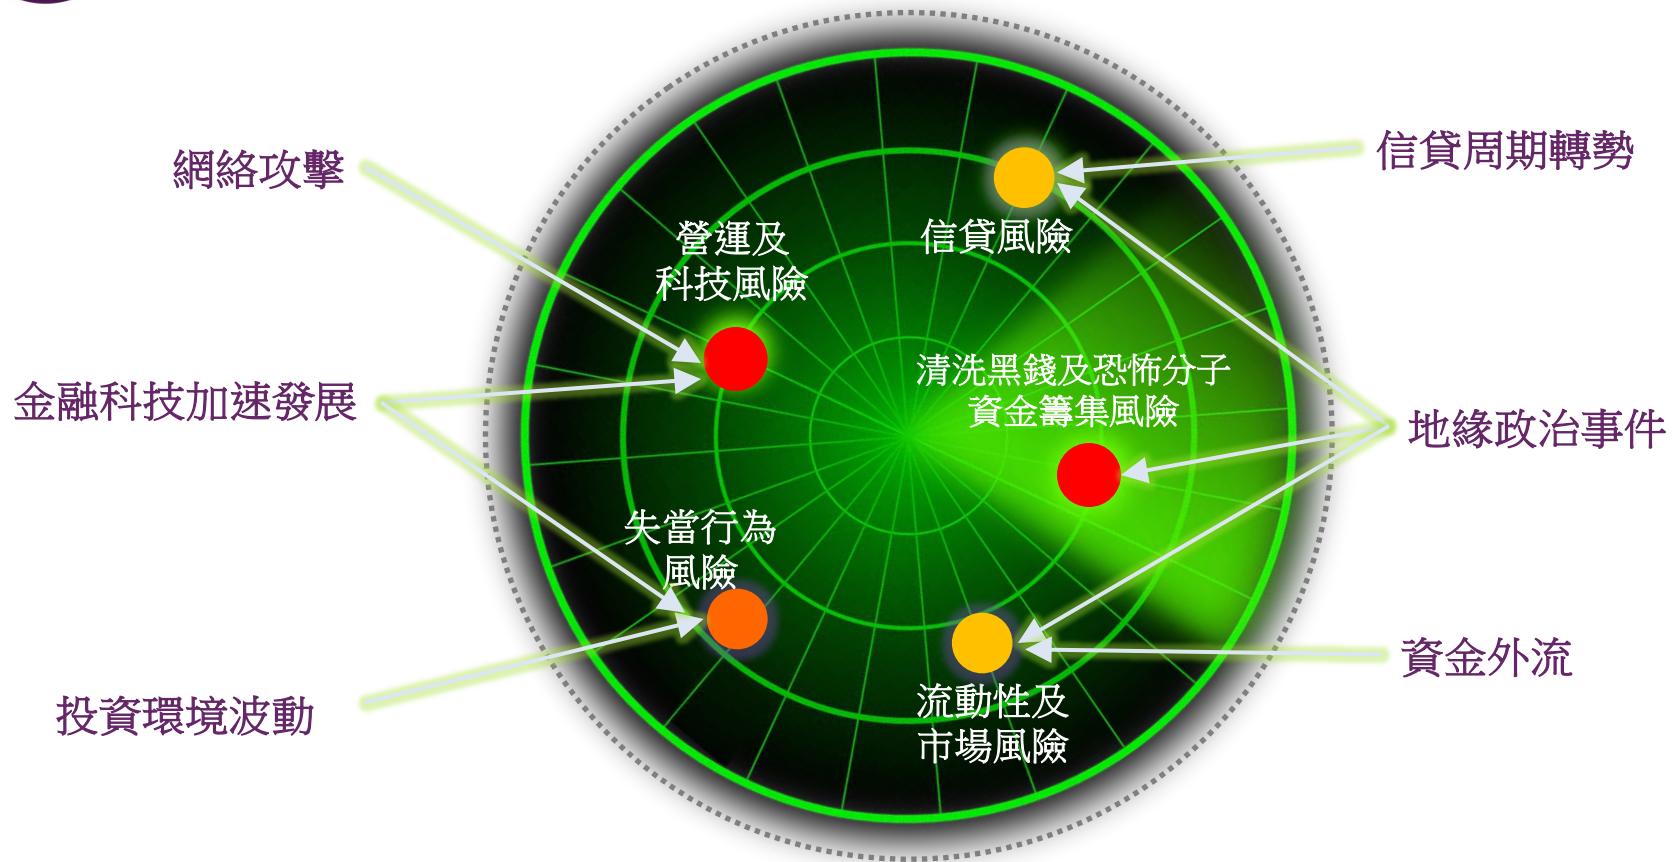 網絡攻擊
金融科技加速發展
投資環境波動
營運及
科技風險
信貸風險
清洗黑錢及恐怖分子
資金籌集風險
失當行為
風險
流動性及
市場風險
信貸周期轉勢
地緣政治事件
資金外流